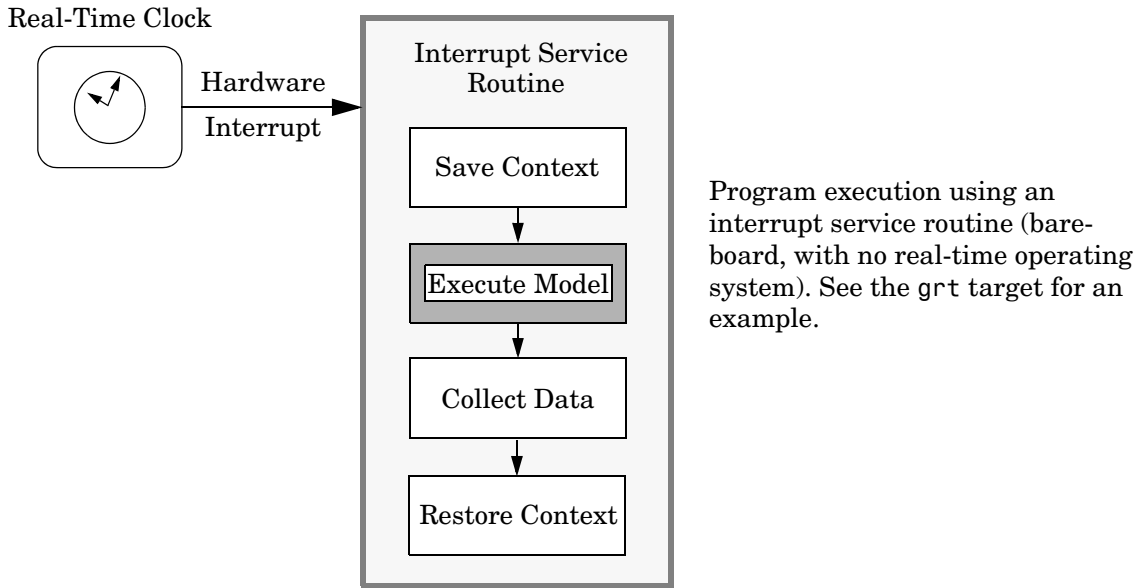 Real-Time Clock
Hardware
Interrupt
Interrupt Service
Routine
Save Context
Execute Model
Collect Data
Restore Context
Program execution using an
interrupt service routine (bare-
board, with no real-time operating
system). See the grt target for an
example.